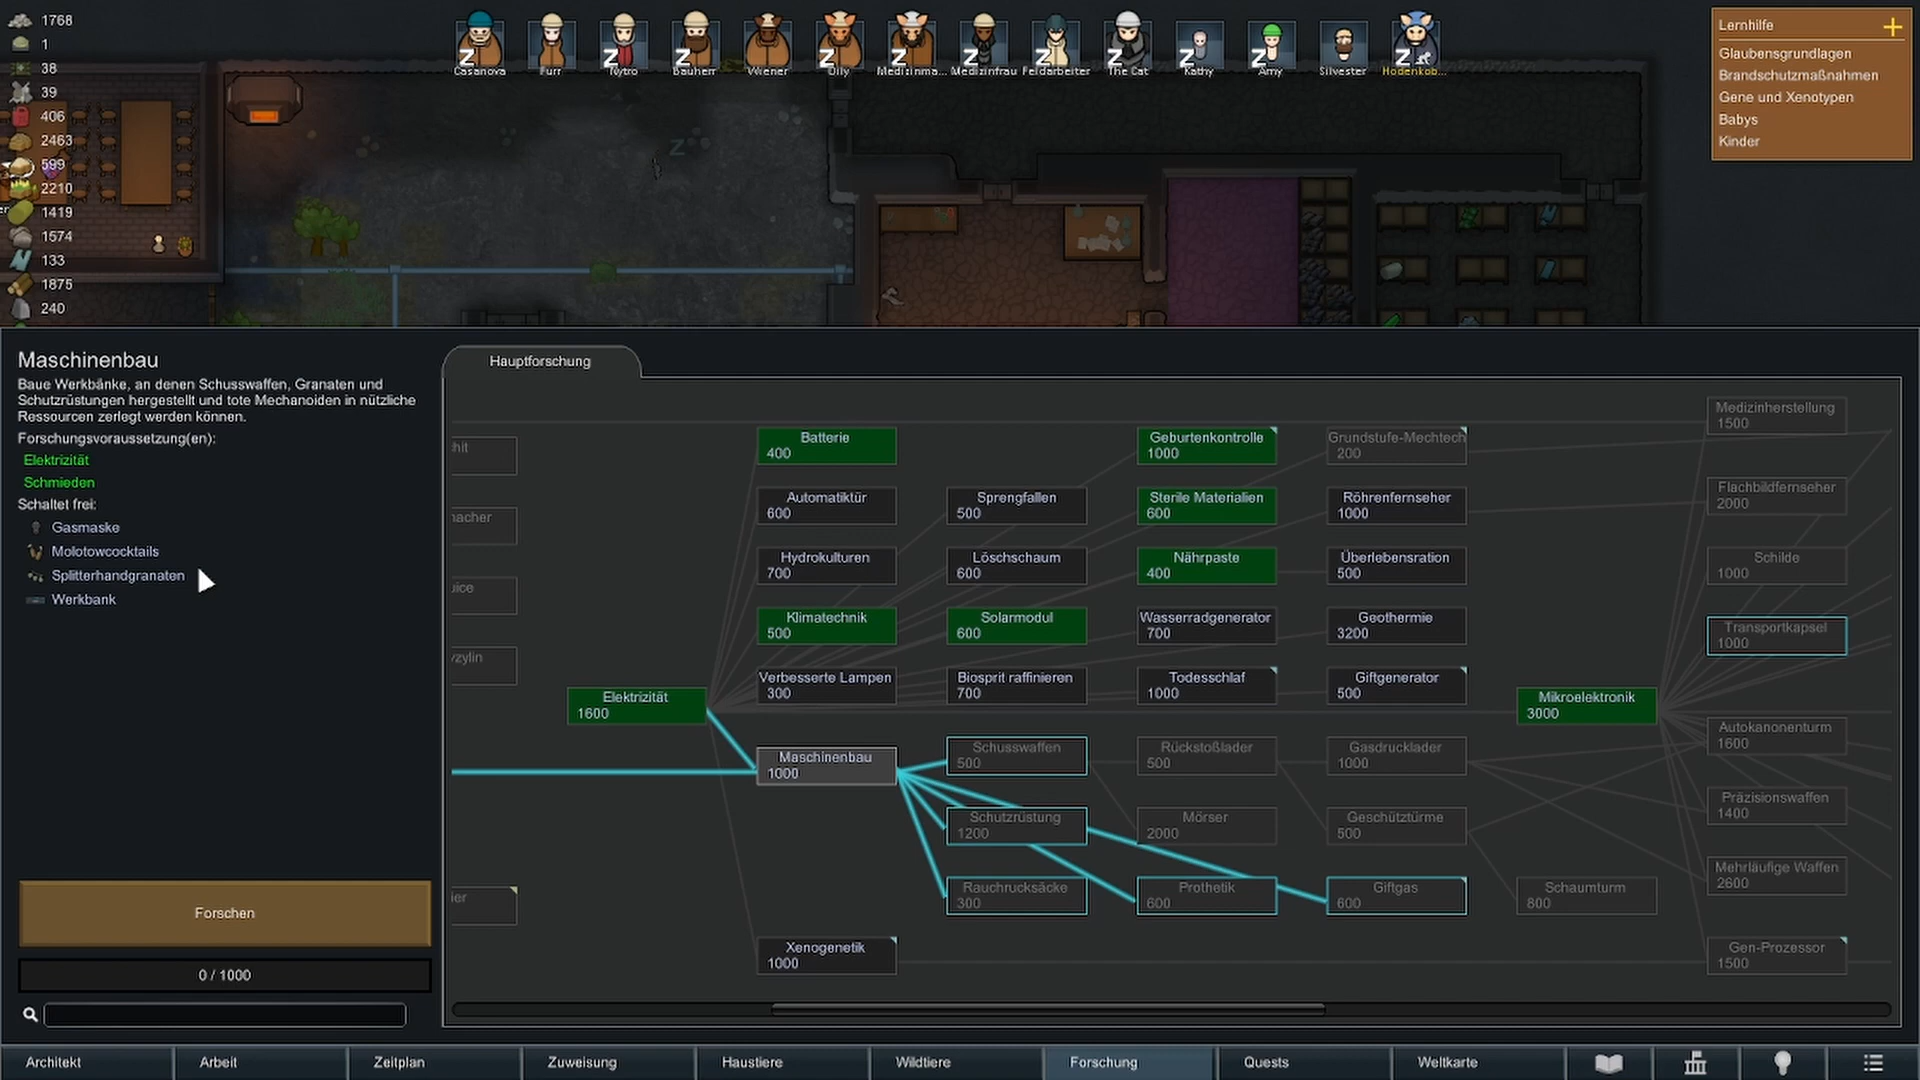 1768
1
38
39
406
2463
599
2210
1419
1574
133
1875
240
Casanova
Furr
Nytro
Bauherr
Wiener
Olly
Medizinma...
Medizinfrau
Feldarbeiter
The Cat
Kathy
Amy
Silvester
Hodenkob...
Lernhilfe
Glaubensgrundlagen
Brandschutzmaßnahmen
Gene und Xenotypen
Babys
Kinder
Maschinenbau
Baue Werkbänke, an denen Schusswaffen, Granaten und
Schutzrüstungen hergestellt und tote Mechanoiden in nützliche
Ressourcen zerlegt werden können.
Forschungsvoraussetzung(en):
Elektrizität
Schmieden
Schaltet frei:
Gasmaske
Molotowcocktails
Splitterhandgranaten
Werkbank
Forschen
0 / 1000
Hauptforschung
hit
nacher
uice
yzylin
ier
Elektrizität
1600
Batterie
400
Automatiktür
600
Hydrokulturen
700
Klimatechnik
500
Verbesserte Lampen
300
Maschinenbau
1000
Xenogenetik
1000
Sprengfallen
500
Löschschaum
600
Solarmodul
600
Biosprit raffinieren
700
Schusswaffen
500
Schutzrüstung
1200
Rauchrucksäcke
300
Geburtenkontrolle
1000
Sterile Materialien
600
Nährpaste
400
Wasserradgenerator
700
Todesschlaf
1000
Rückstoßlader
500
Mörser
2000
Prothetik
600
Grundstufe-Mechtech
200
Röhrenfernseher
1000
Überlebensration
500
Geothermie
3200
Giftgenerator
500
Gasdrucklader
1000
Geschütztürme
500
Giftgas
600
Mikroelektronik
3000
Schaumturm
800
Medizinherstellung
1500
Flachbildfernseher
2000
Schilde
1000
Transportkapsel
1000
Autokanonenturm
1600
Präzisionswaffen
1400
Mehrläufige Waffen
2600
Gen-Prozessor
1500
Architekt
Arbeit
Zeitplan
Zuweisung
Haustiere
Wildtiere
Forschung
Quests
Weltkarte